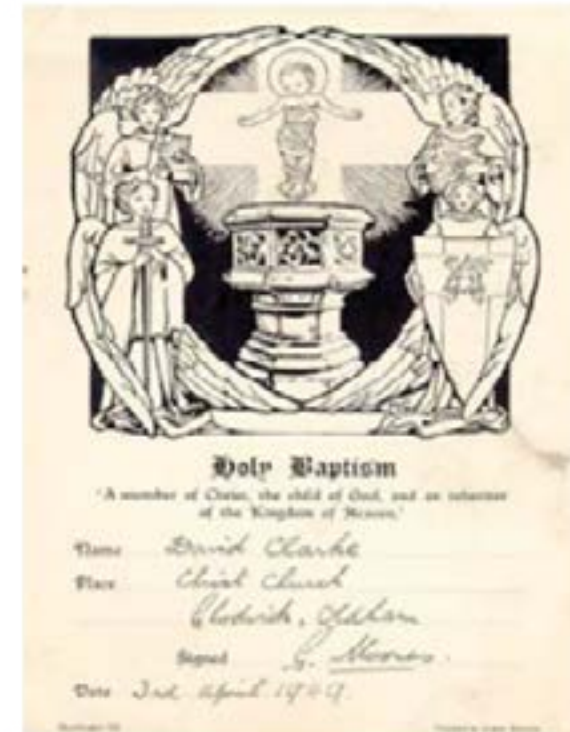 Holy Baptism
'A member of Christ, the child of God, and an inheritor
of the Kingdom of Heaven.'
Name David Clarke
Place Christ Church
Glodwick, Oldham
Signed G.
Date 3rd April 1949.